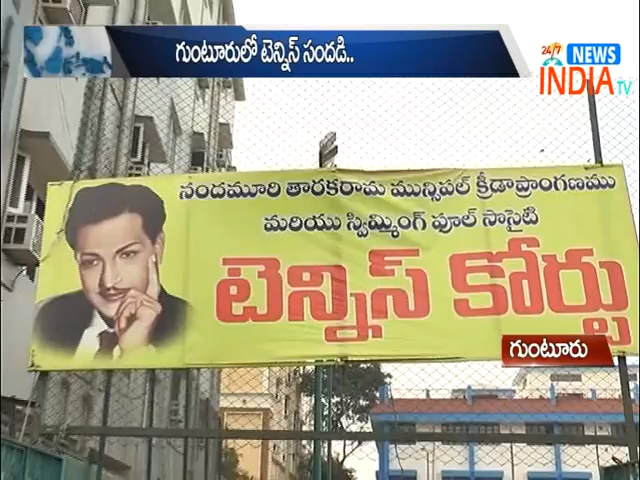 గుంటూరులో టెన్నిస్ సందడి..
24/7 NEWS
INDIA TV
నందమూరి తారకరామ మున్సిపల్ క్రీడాప్రాంగణము
మరియు స్విమ్మింగ్ పూల్ సొసైటి
టెన్నిస్ కోర్టు
గుంటూరు